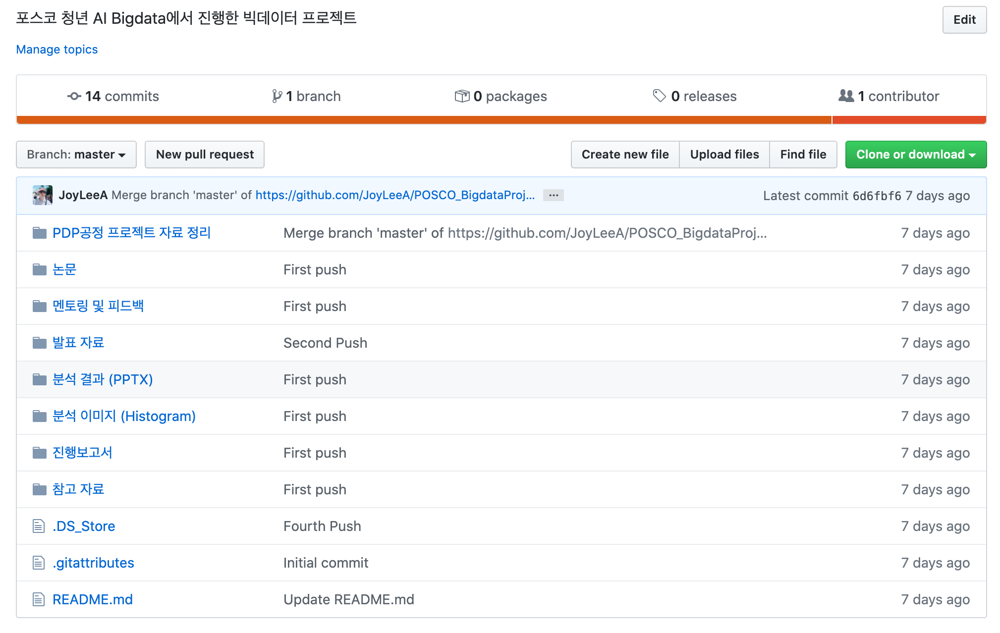 포스코 청년 AI Bigdata에서 진행한 빅데이터 프로젝트
Edit
Manage topics
14 commits
1 branch
0 packages
0 releases
1 contributor
Branch: master
New pull request
Create new file
Upload files
Find file
Clone or download
JoyLeeA Merge branch 'master' of https://github.com/JoyLeeA/POSCO_BigdataProj... ...
Latest commit 6d6fbf6 7 days ago
PDP공정 프로젝트 자료 정리 Merge branch 'master' of https://github.com/JoyLeeA/POSCO_BigdataProj... 7 days ago
논문 First push 7 days ago
멘토링 및 피드백 First push 7 days ago
발표 자료 Second Push 7 days ago
분석 결과 (PPTX) First push 7 days ago
분석 이미지 (Histogram) First push 7 days ago
진행보고서 First push 7 days ago
참고 자료 First push 7 days ago
.DS_Store Fourth Push 7 days ago
.gitattributes Initial commit 7 days ago
README.md Update README.md 7 days ago